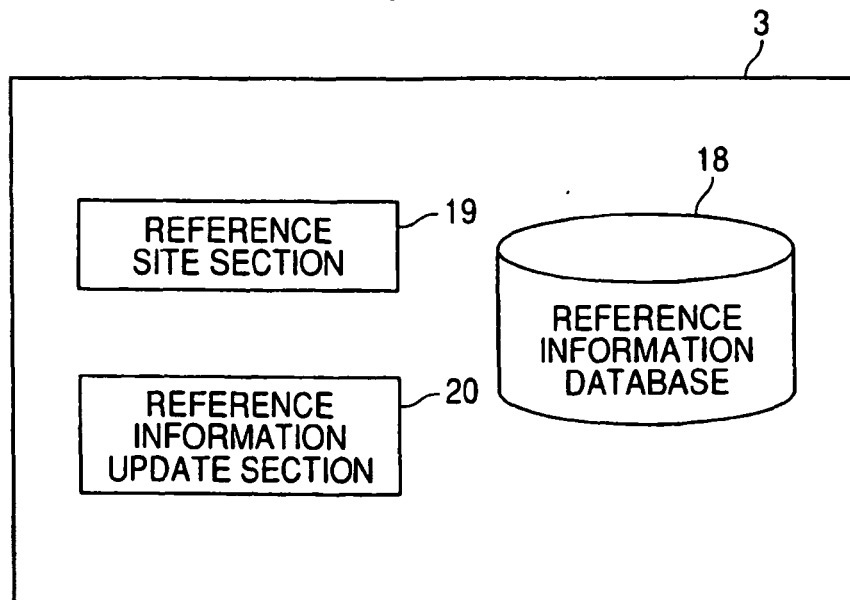 3
18
19
REFERENCE
SITE SECTION
REFERENCE
INFORMATION
DATABASE
20
REFERENCE
INFORMATION
UPDATE SECTION